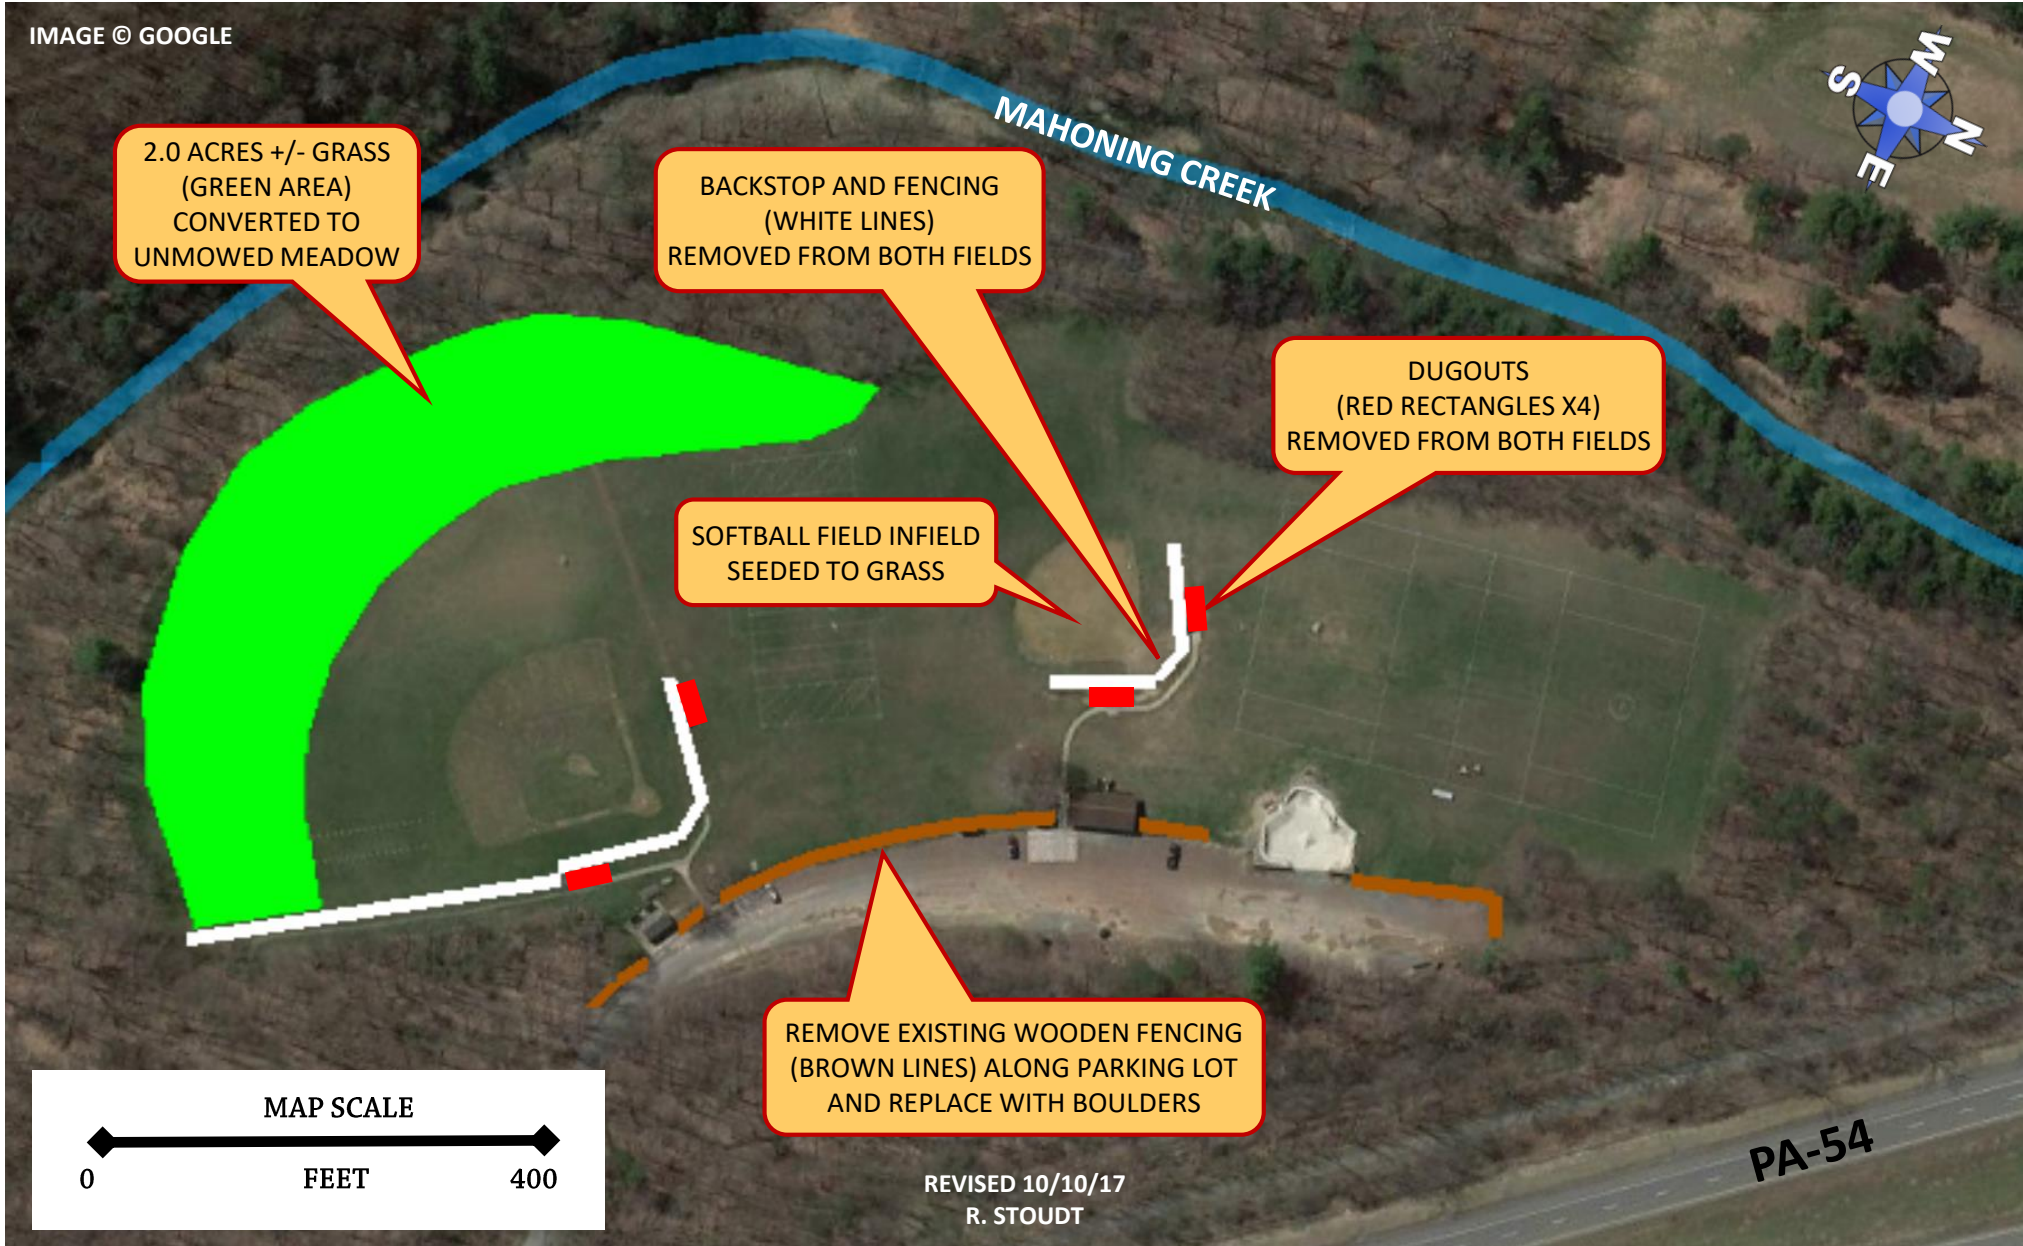 IMAGE © GOOGLE
W
S
N
E
MAHONING CREEK
2.0 ACRES +/- GRASS
(GREEN AREA)
CONVERTED TO
UNMOWED MEADOW
BACKSTOP AND FENCING
(WHITE LINES)
REMOVED FROM BOTH FIELDS
DUGOUTS
(RED RECTANGLES X4)
REMOVED FROM BOTH FIELDS
SOFTBALL FIELD INFIELD
SEEDED TO GRASS
REMOVE EXISTING WOODEN FENCING
(BROWN LINES) ALONG PARKING LOT
AND REPLACE WITH BOULDERS
MAP SCALE
0 FEET 400
REVISED 10/10/17
R. STOUDT
PA-54